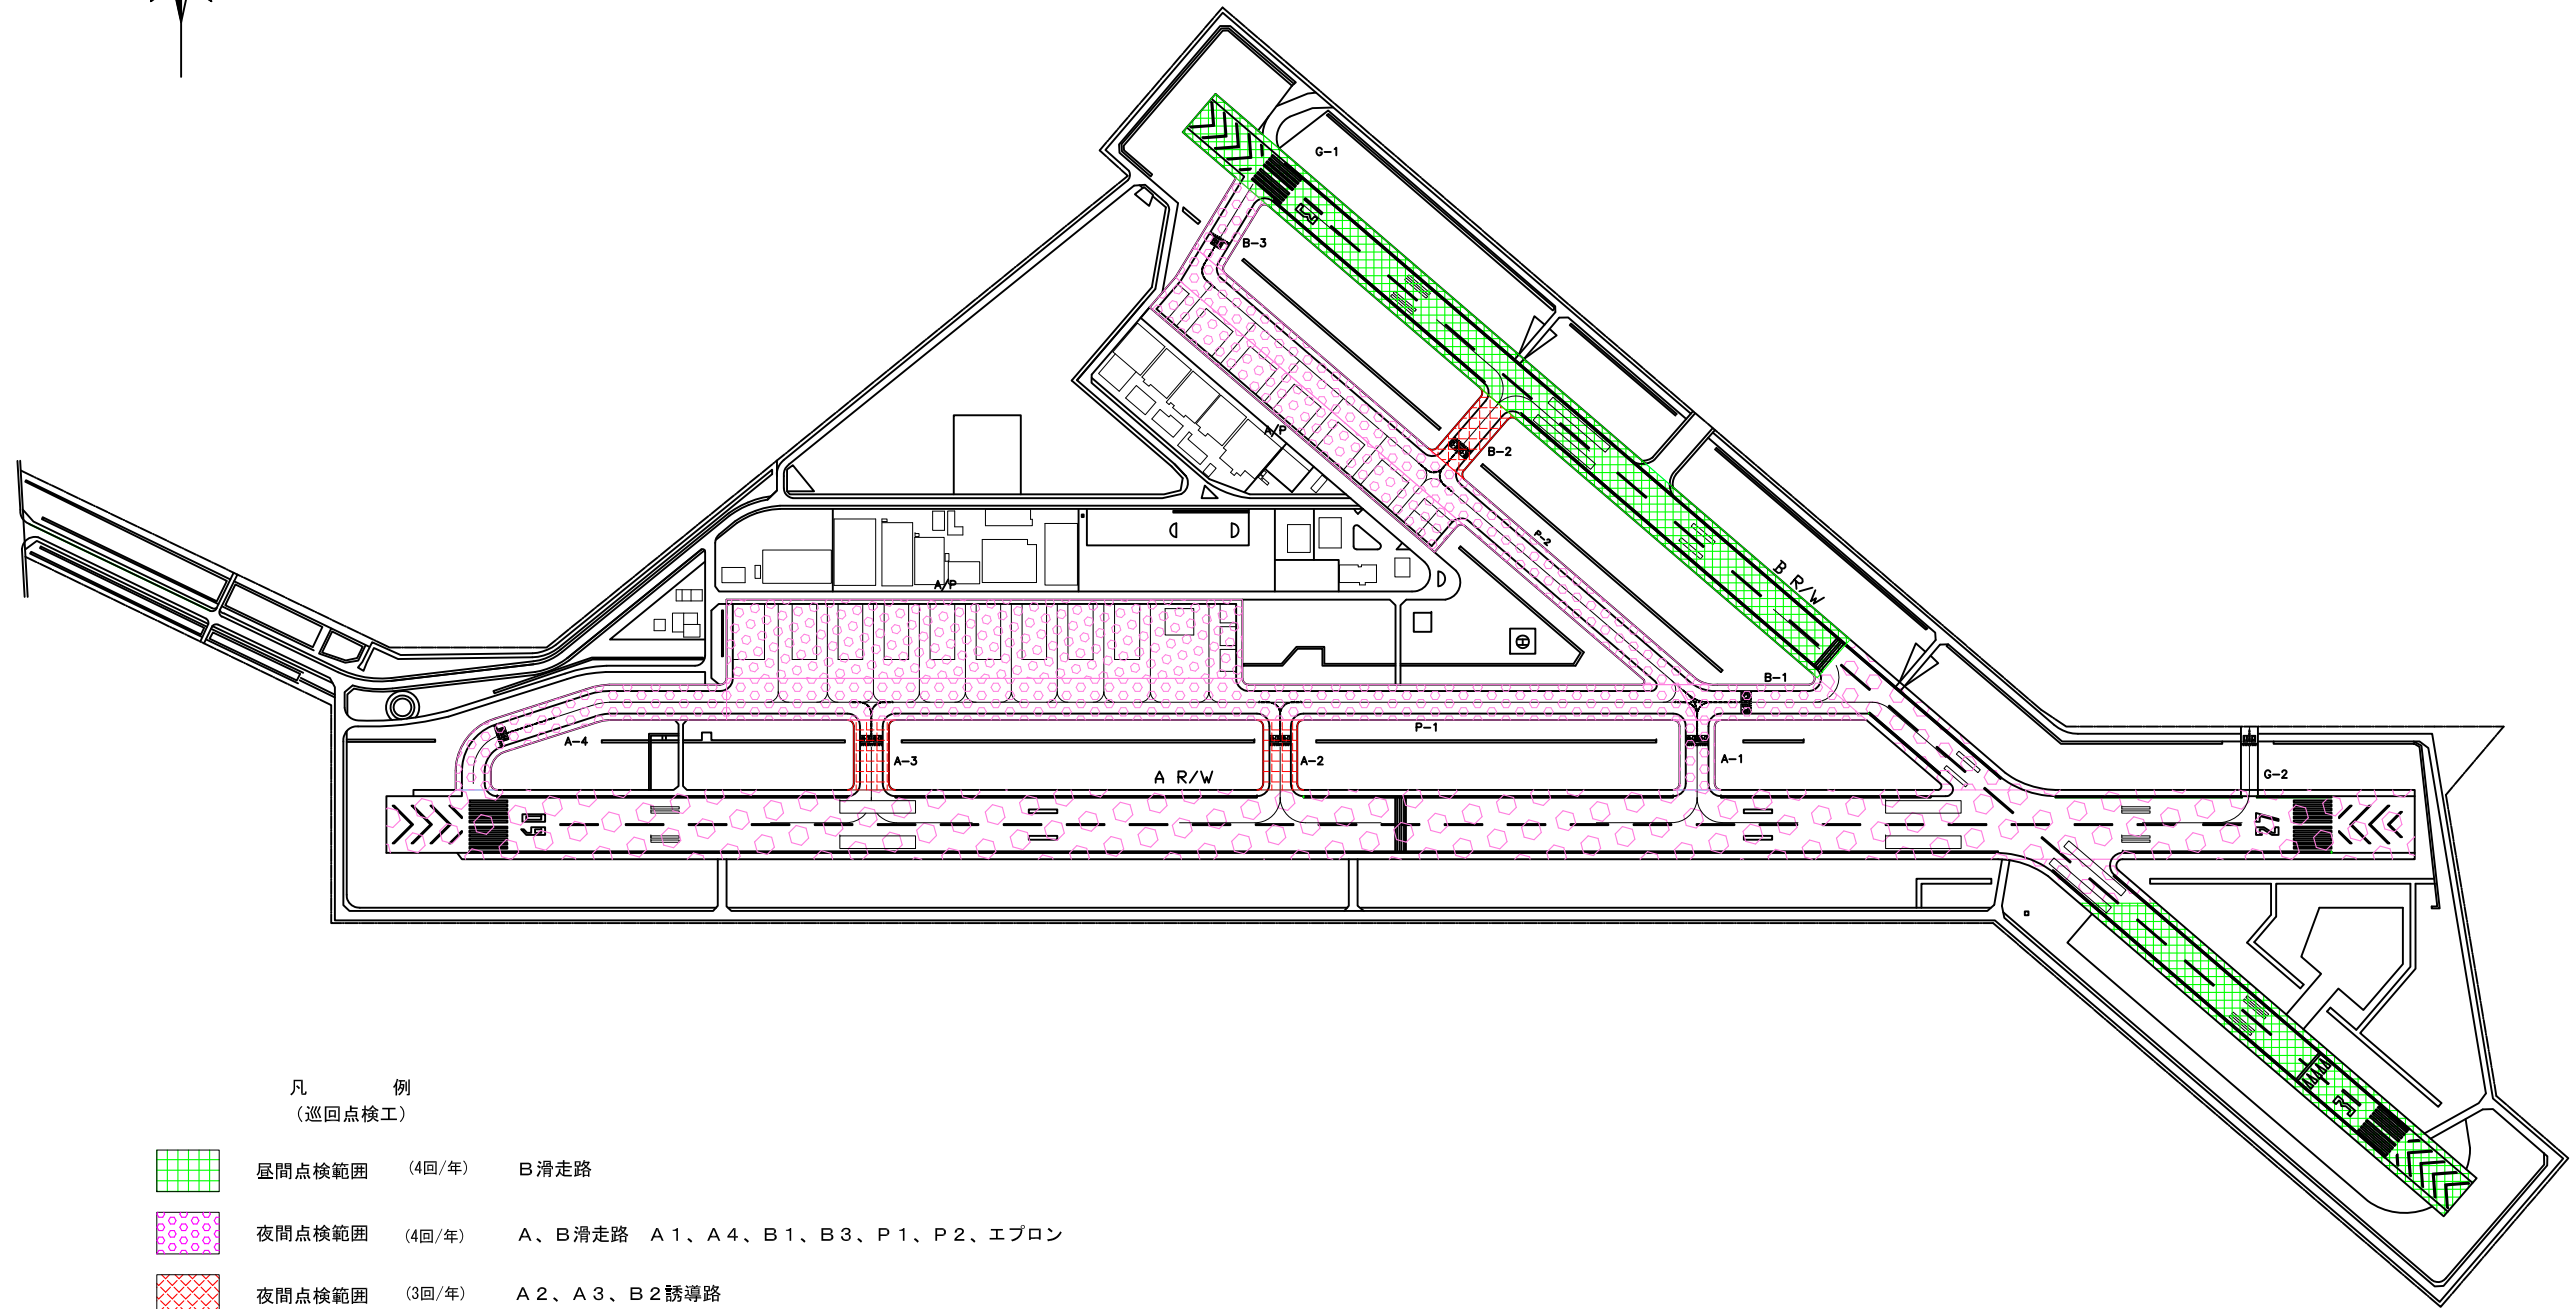 G-1
B-3
A/P
B-2
P-2
B R/W
A/P
B-1
A-4
P-1
A-3
A-2
A-1
A R/W
G-2
27
凡 例
（巡回点検工）
昼間点検範囲 (4回/年) Ｂ滑走路
夜間点検範囲 (4回/年) Ａ、Ｂ滑走路 Ａ１、Ａ４、Ｂ１、Ｂ３、Ｐ１、Ｐ２、エプロン
夜間点検範囲 (3回/年) Ａ２、Ａ３、Ｂ２誘導路